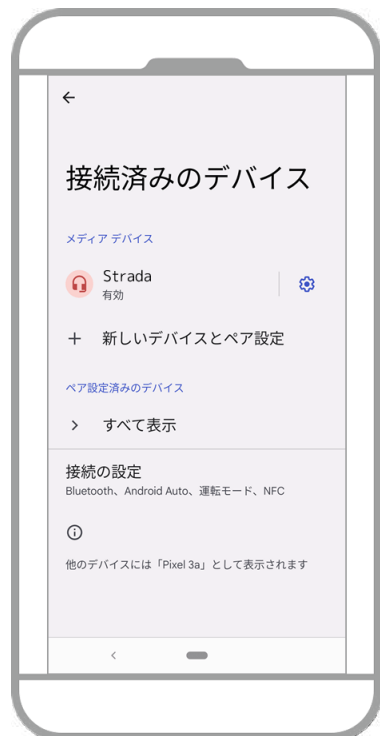 接続済みのデバイス
メディア デバイス
Strada
有効
新しいデバイスとペア設定
ペア設定済みのデバイス
すべて表示
接続の設定
Bluetooth、Android Auto、運転モード、NFC
他のデバイスには「Pixel 3a」として表示されます